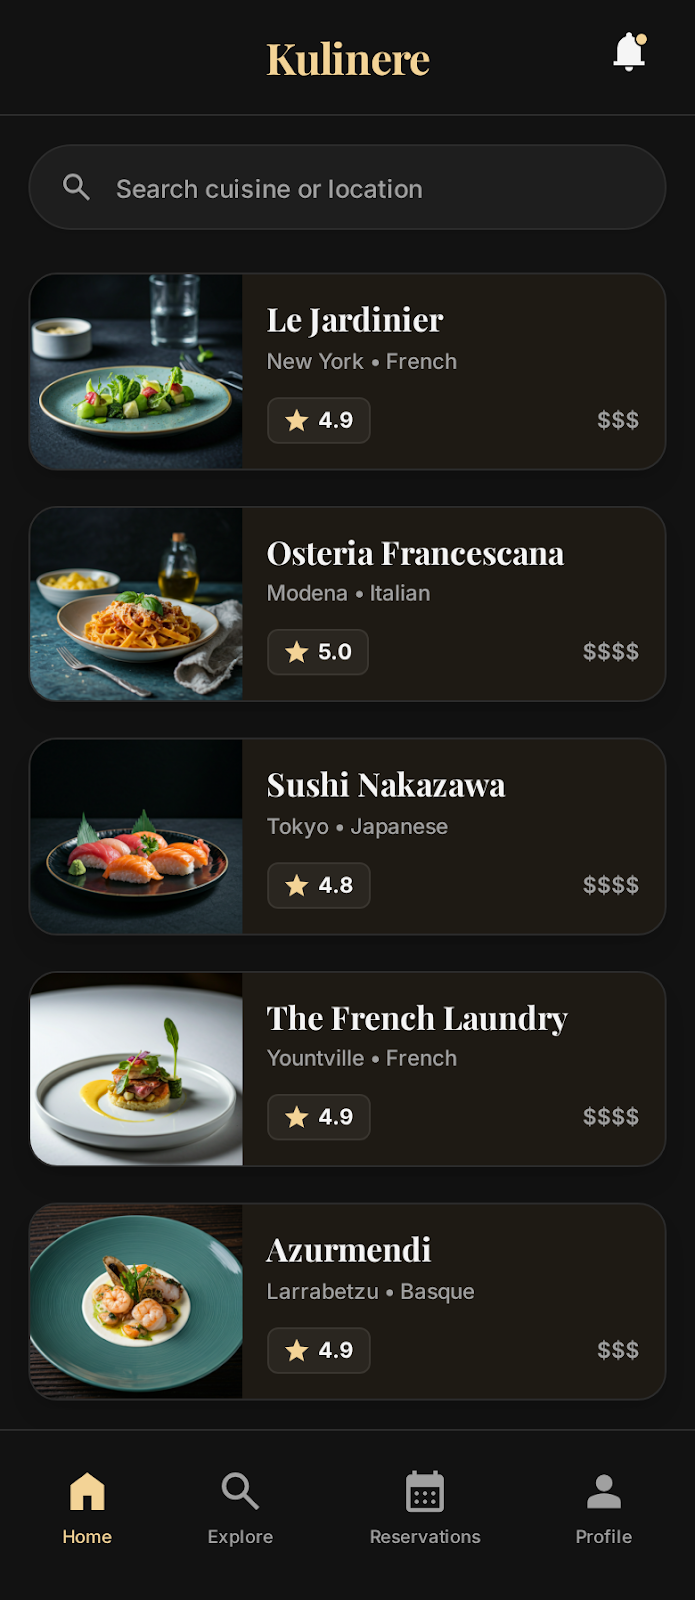 Kulinere
Search cuisine or location
Le Jardinier
New York • French
4.9
$$$
Osteria Francescana
Modena • Italian
5.0
$$$$
Sushi Nakazawa
Tokyo • Japanese
4.8
$$$$
The French Laundry
Yountville • French
4.9
$$$$
Azurmendi
Larrabetzu • Basque
4.9
$$$
Home
Explore
Reservations
Profile